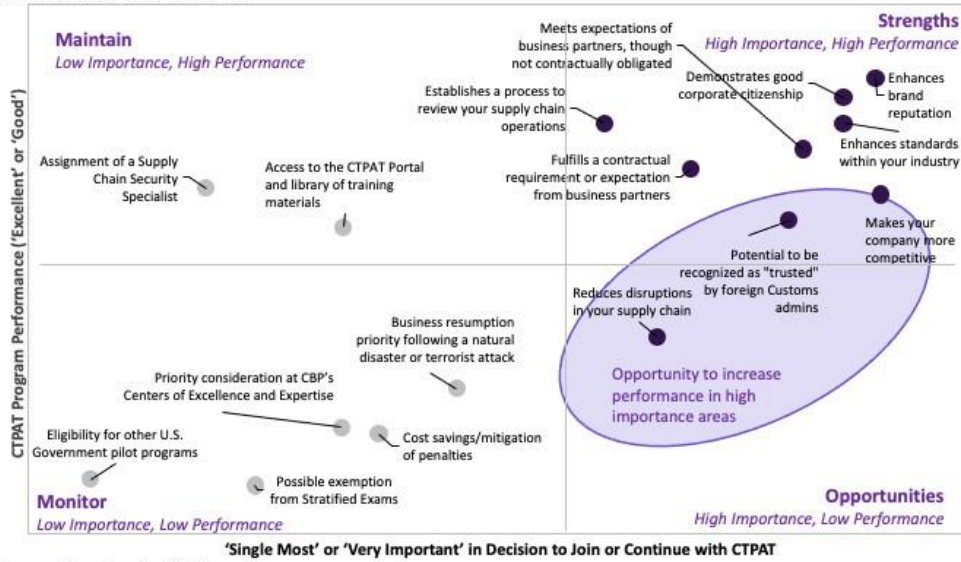 Maintain
Low Importance, High Performance
Strengths
High Importance, High Performance
Meets expectations of
business partners, though
not contractually obligated
Demonstrates good
corporate citizenship
Enhances
brand
reputation
Establishes a process to
review your supply chain
operations
Enhances standards
within your industry
Assignment of a Supply
Chain Security
Specialist
Access to the CTPAT Portal
and library of training
materials
Fulfills a contractual
requirement or expectation
from business partners
Makes your
company more
competitive
Potential to be
recognized as "trusted"
by foreign Customs
admins
Reduces disruptions
in your supply chain
Business resumption
priority following a natural
disaster or terrorist attack
Opportunity to increase
performance in high
importance areas
Priority consideration at CBP's
Centers of Excellence and Expertise
Cost savings/mitigation
of penalties
Eligibility for other U.S.
Government pilot programs
Possible exemption
from Stratified Exams
Monitor
Low Importance, Low Performance
Opportunities
High Importance, Low Performance
CTPAT Program Performance ('Excellent' or 'Good')
'Single Most' or 'Very Important' in Decision to Join or Continue with CTPAT